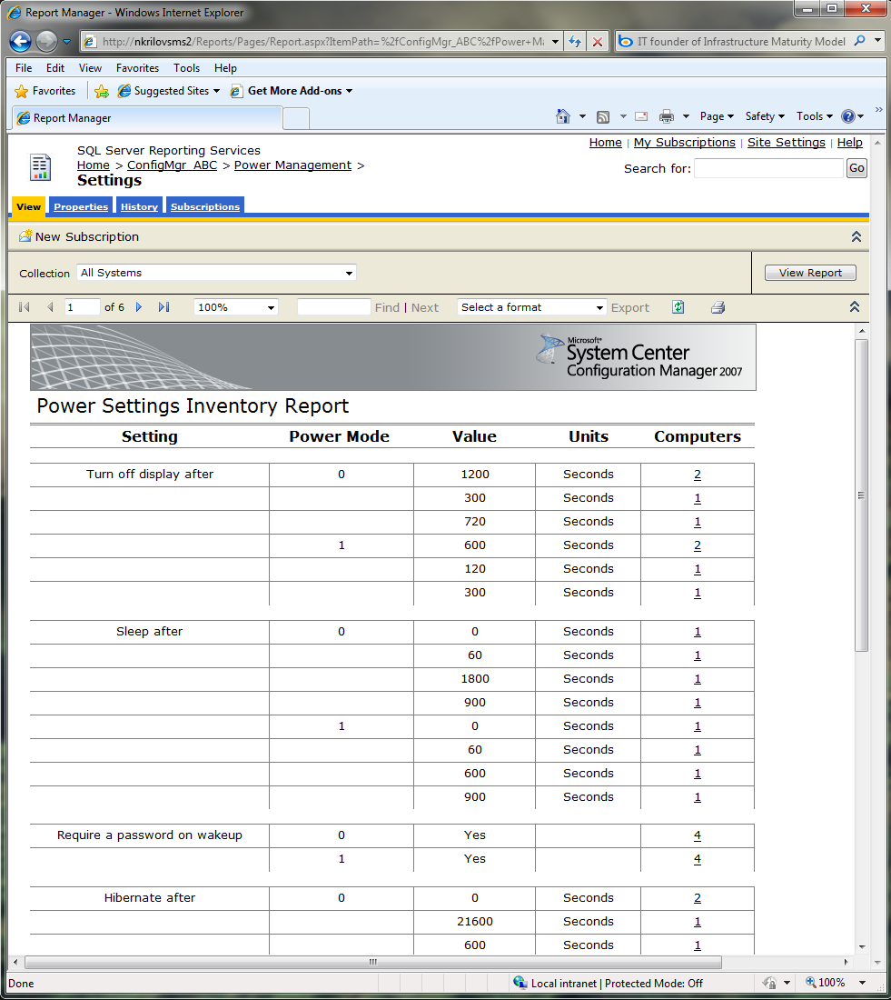 Report Manager - Windows Internet Explorer
http://nkrilovsms2/Reports/Pages/Report.aspx?ItemPath=%2fConfigMgr_ABC%2fPower+M
IT founder of Infrastructure Maturity Model
File Edit View Favorites Tools Help
Favorites Suggested Sites Get More Add-ons
Report Manager
Page Safety Tools
SQL Server Reporting Services
Home | My Subscriptions | Site Settings | Help
Home > ConfigMgr_ABC > Power Management >
Search for: Go
Settings
View Properties History Subscriptions
New Subscription
Collection All Systems View Report
1 of 6 100% Find | Next Select a format Export
Microsoft
System Center
Configuration Manager 2007
Power Settings Inventory Report
Setting Power Mode Value Units Computers
Turn off display after 0 1200 Seconds 2
300 Seconds 1
720 Seconds 1
1 600 Seconds 2
120 Seconds 1
300 Seconds 1
Sleep after 0 0 Seconds 1
60 Seconds 1
1800 Seconds 1
900 Seconds 1
1 0 Seconds 1
60 Seconds 1
600 Seconds 1
900 Seconds 1
Require a password on wakeup 0 Yes 4
1 Yes 4
Hibernate after 0 0 Seconds 2
21600 Seconds 1
600 Seconds 1
Done Local intranet | Protected Mode: Off 100%